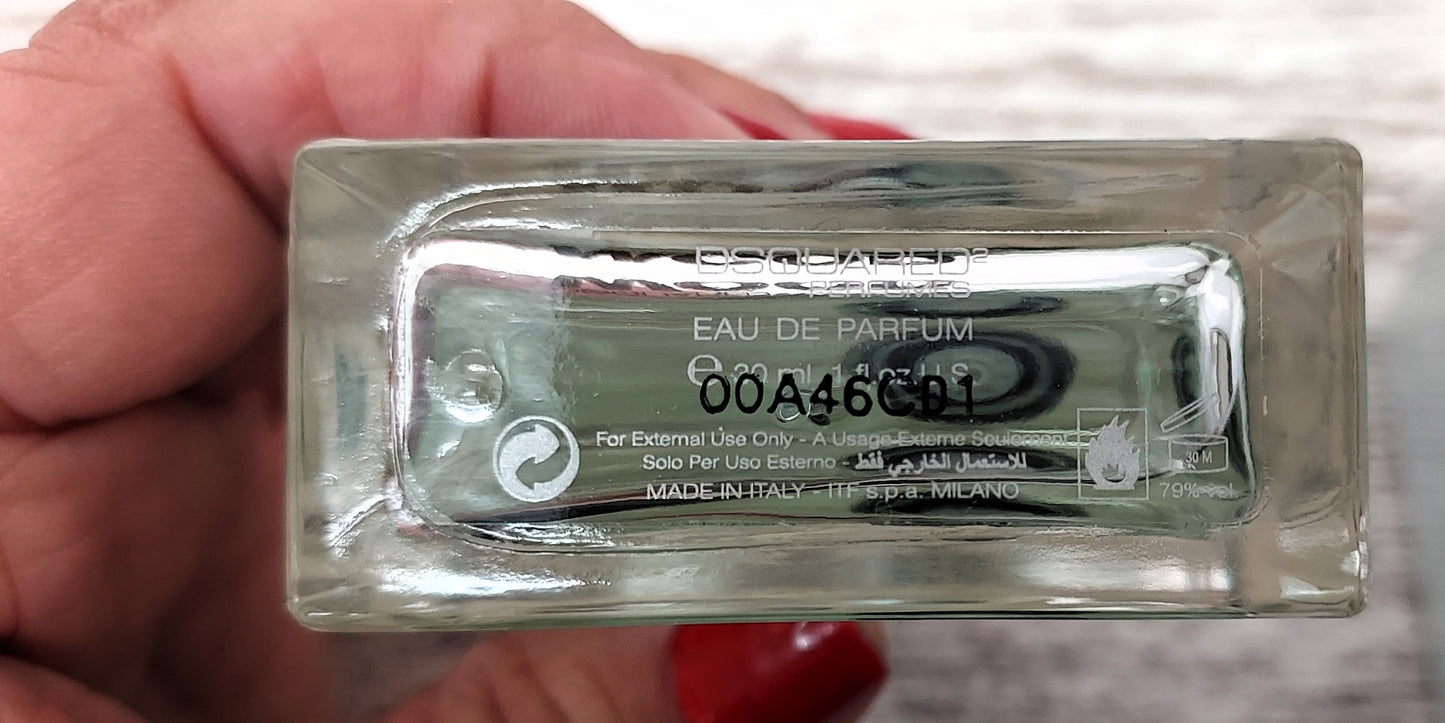 DSQUARED²
PERFUMES
EAU DE PARFUM
℮ 30 ml 1 fl.oz. U.S.
00A46CD1
For External Use Only - A Usage Externe Seulement
Solo Per Uso Esterno - للاستعمال الخارجي فقط
MADE IN ITALY - ITF s.p.a. MILANO
30 M
79% vol.